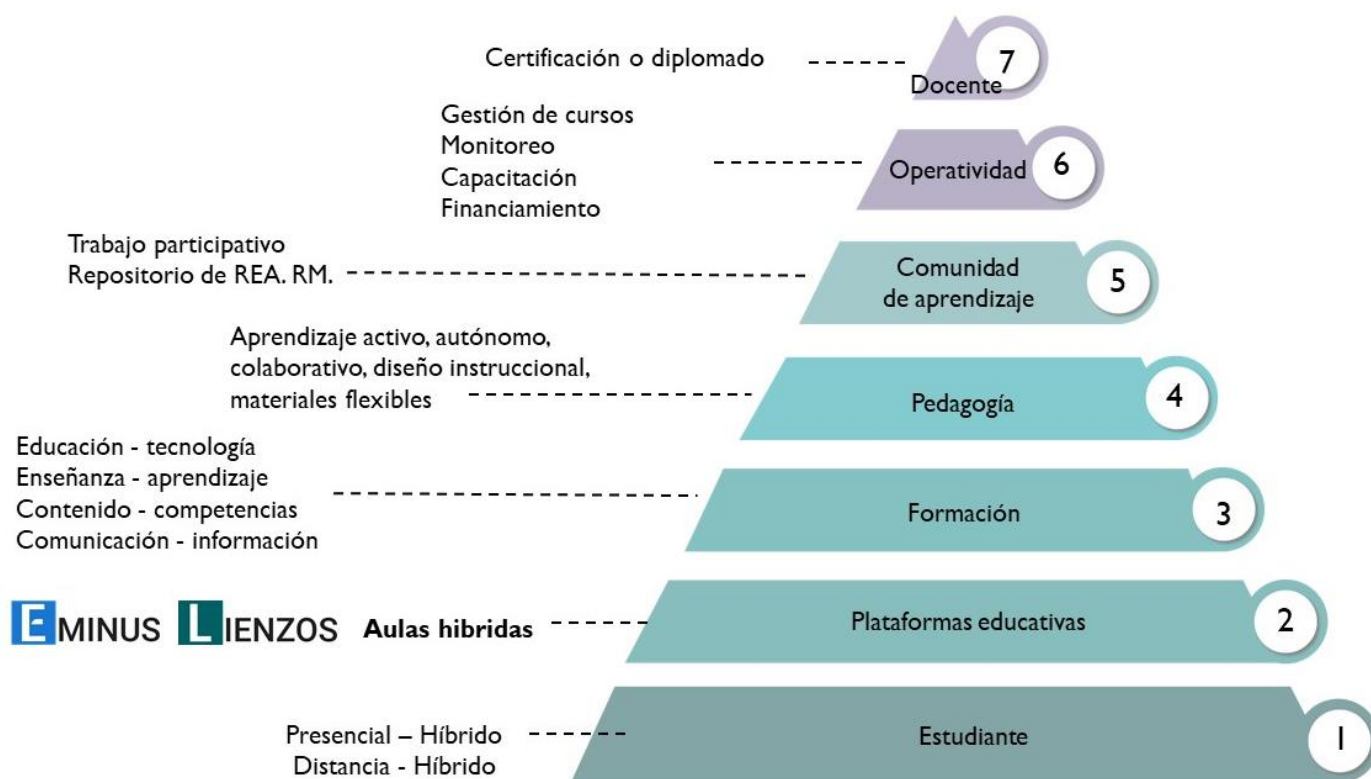 Certificación o diplomado
7
Docente
Gestión de cursos
Monitoreo
Capacitación
Financiamiento
Operatividad
6
Trabajo participativo
Repositorio de REA. RM.
Comunidad
de aprendizaje
5
Aprendizaje activo, autónomo,
colaborativo, diseño instruccional,
materiales flexibles
Pedagogía
4
Educación - tecnología
Enseñanza - aprendizaje
Contenido - competencias
Comunicación - información
Formación
3
EMINUS LIENZOS Aulas hibridas
Plataformas educativas
2
Presencial – Híbrido
Distancia - Híbrido
Estudiante
1